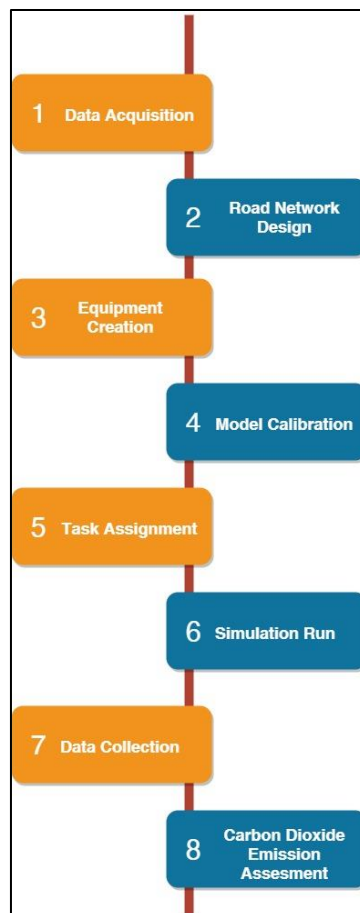 1 Data Acquisition
2 Road Network
Design
3 Equipment
Creation
4 Model Calibration
5 Task Assignment
6 Simulation Run
7 Data Collection
8 Carbon Dioxide
Emission
Assesment